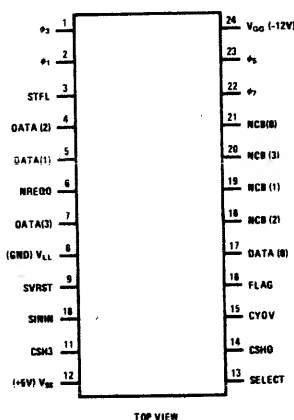 φ3 1
φ1 2
STFL 3
DATA (2) 4
DATA(1) 5
NREQ0 6
DATA(3) 7
(GND) VLL 8
SVRST 9
SININ 10
CSH3 11
(+5V) VSS 12
24 VGG (-12V)
23 φ5
22 φ7
21 NCB(0)
20 NCB (3)
19 NCB (1)
18 NCB (2)
17 DATA (0)
16 FLAG
15 CYOV
14 CSH0
13 SELECT
TOP VIEW